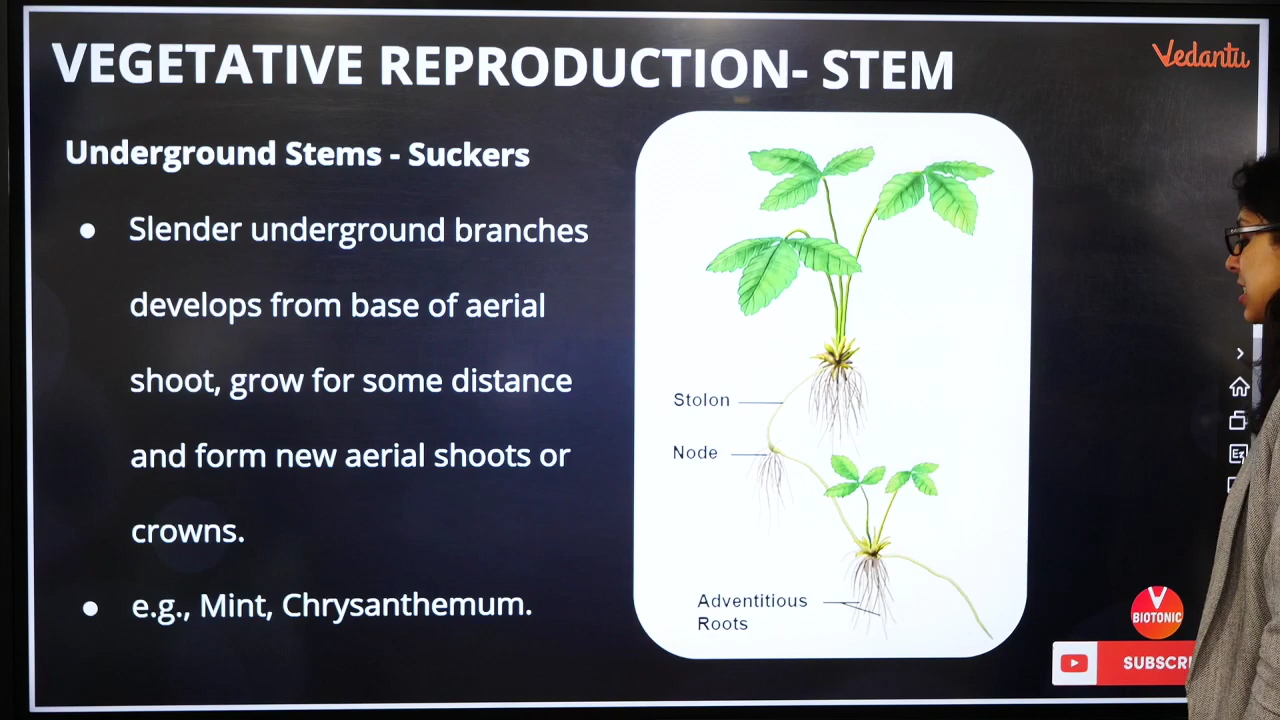 VEGETATIVE REPRODUCTION- STEM
Vedantu
Underground Stems - Suckers
● Slender underground branches
develops from base of aerial
shoot, grow for some distance
and form new aerial shoots or
crowns.
● e.g., Mint, Chrysanthemum.
Stolon
Node
Adventitious
Roots
V
BIOTONIC
SUBSCRI